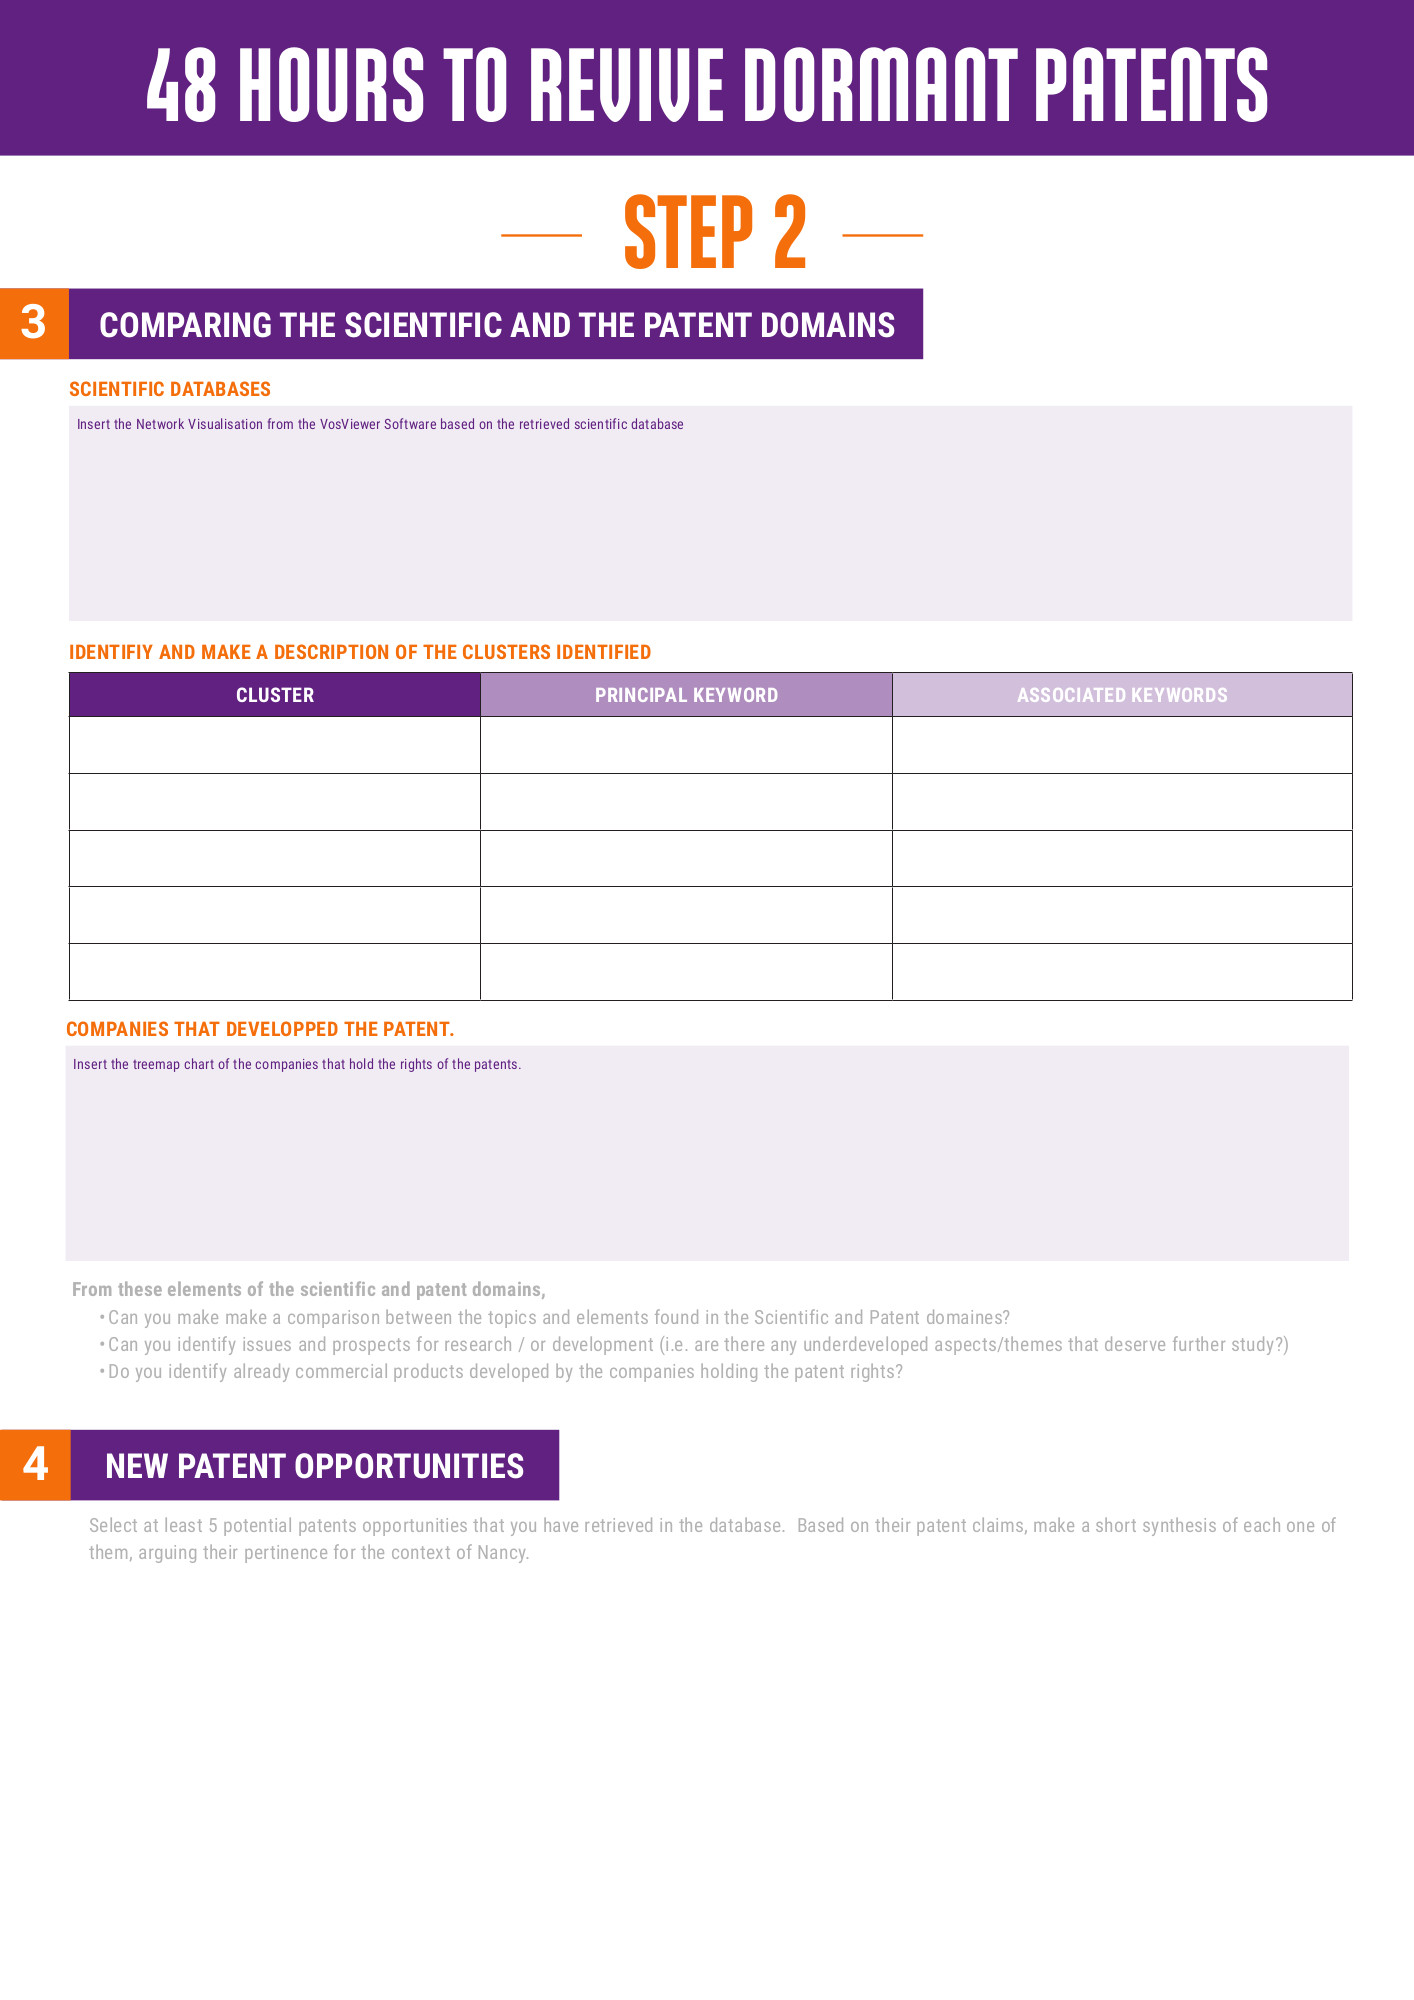 48 HOURS TO REVIVE DORMANT PATENTS
STEP 2
3 COMPARING THE SCIENTIFIC AND THE PATENT DOMAINS
SCIENTIFIC DATABASES
Insert the Network Visualisation from the VosViewer Software based on the retrieved scientific database
IDENTIFIY AND MAKE A DESCRIPTION OF THE CLUSTERS IDENTIFIED
CLUSTER PRINCIPAL KEYWORD ASSOCIATED KEYWORDS
COMPANIES THAT DEVELOPPED THE PATENT.
Insert the treemap chart of the companies that hold the rights of the patents.
From these elements of the scientific and patent domains,
• Can you make make a comparison between the topics and elements found in the Scientific and Patent domaines?
• Can you identify issues and prospects for research / or development (i.e. are there any underdeveloped aspects/themes that deserve further study?)
• Do you identify already commercial products developed by the companies holding the patent rights?
4 NEW PATENT OPPORTUNITIES
Select at least 5 potential patents opportunities that you have retrieved in the database. Based on their patent claims, make a short synthesis of each one of
them, arguing their pertinence for the context of Nancy.